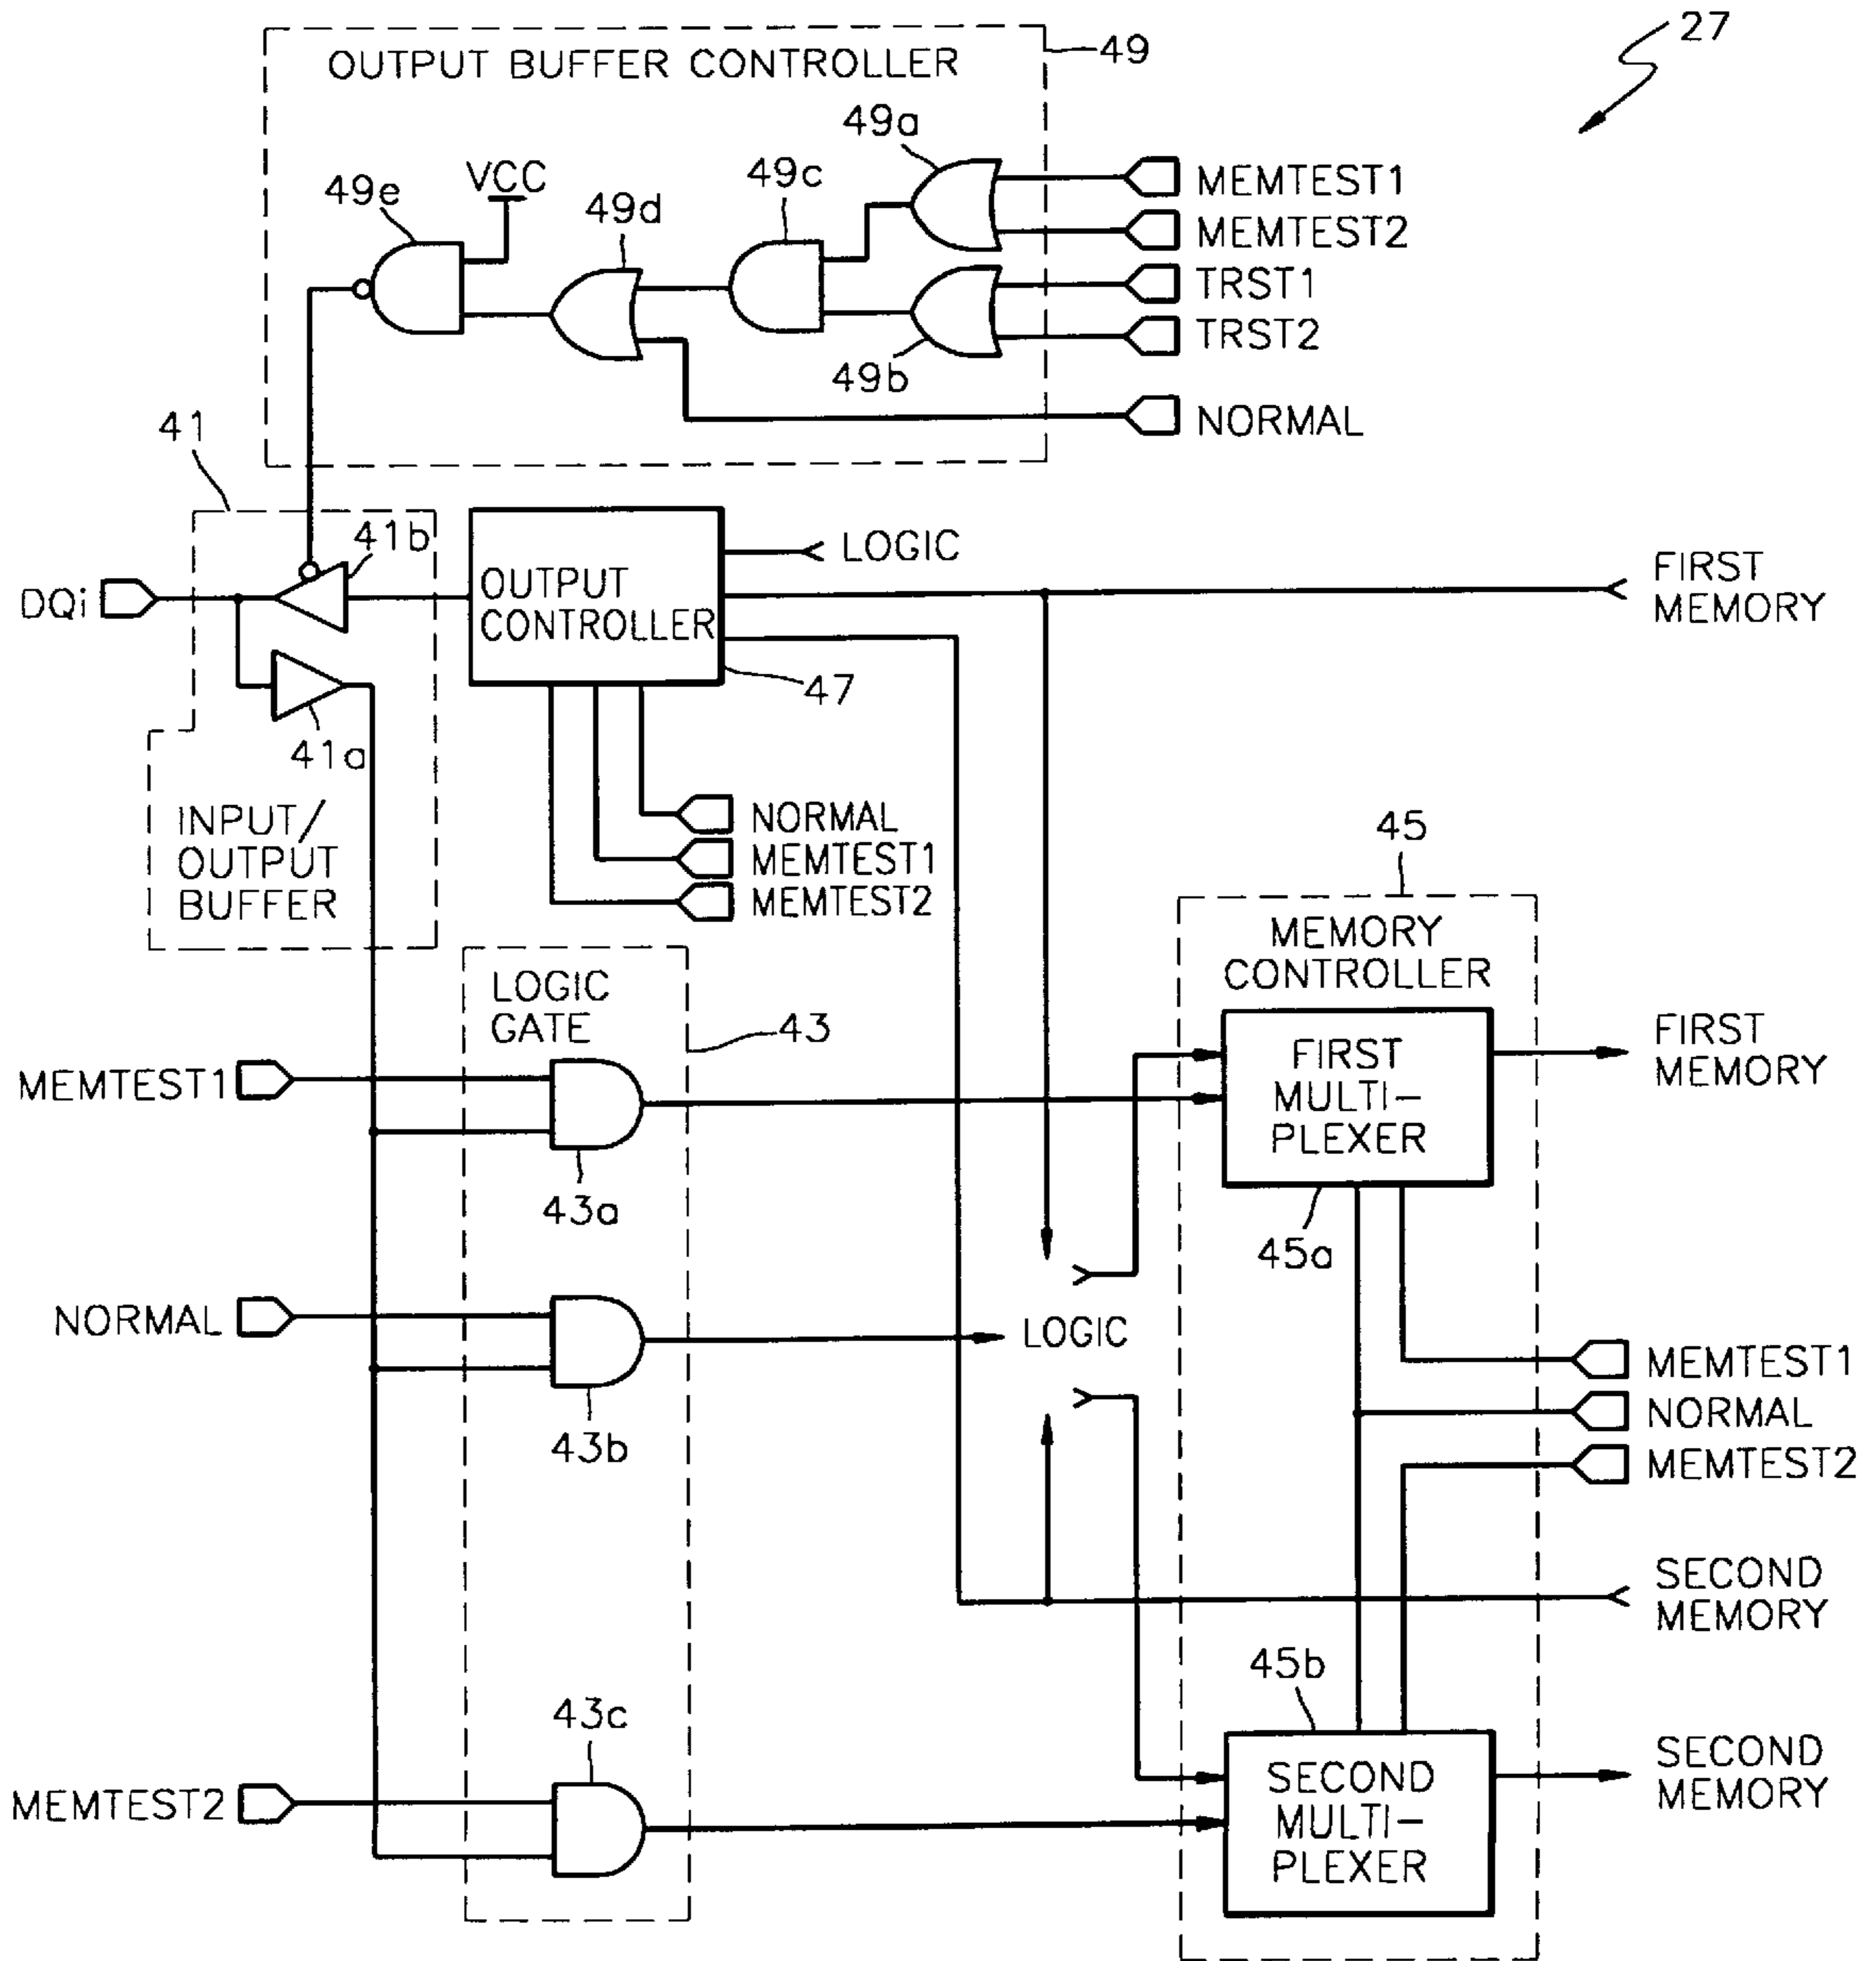 27
OUTPUT BUFFER CONTROLLER
49
49a
49c
VCC
49e
49d
49b
MEMTEST1
MEMTEST2
TRST1
TRST2
NORMAL
41
41b
DQi
41a
INPUT/
OUTPUT
BUFFER
OUTPUT
CONTROLLER
LOGIC
47
FIRST
MEMORY
NORMAL
MEMTEST1
MEMTEST2
45
MEMORY
CONTROLLER
LOGIC
GATE
43
MEMTEST1
43a
FIRST
MULTI-
PLEXER
45a
FIRST
MEMORY
NORMAL
43b
LOGIC
MEMTEST1
NORMAL
MEMTEST2
SECOND
MEMORY
45b
43c
MEMTEST2
SECOND
MULTI-
PLEXER
SECOND
MEMORY